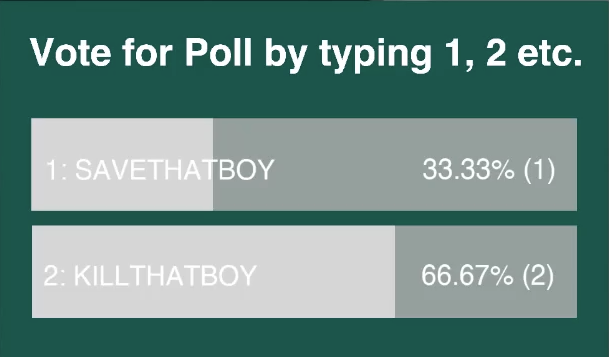 Vote for Poll by typing 1, 2 etc.
1: SAVETHATBOY 33.33% (1)
2: KILLTHATBOY 66.67% (2)